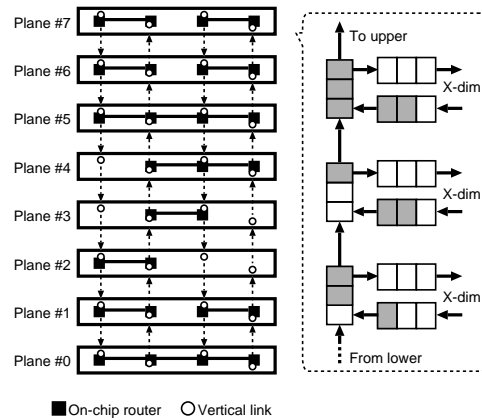 Plane #7
Plane #6
Plane #5
Plane #4
Plane #3
Plane #2
Plane #1
Plane #0
To upper
X-dim
X-dim
X-dim
From lower
On-chip router
Vertical link